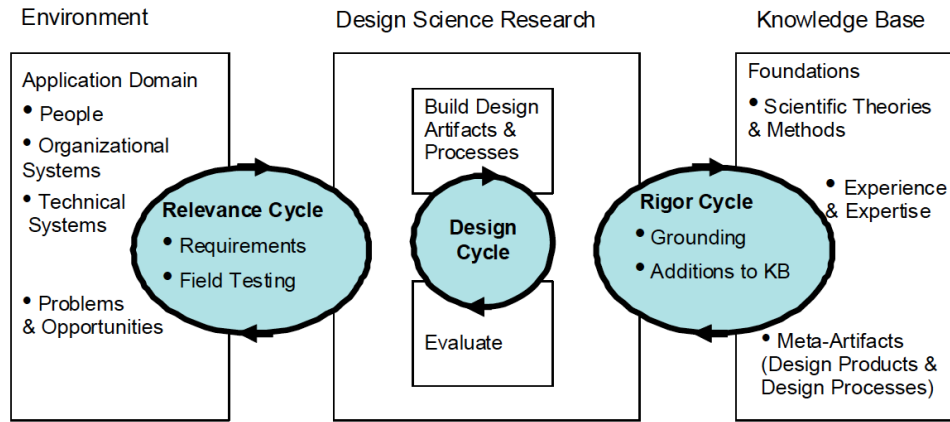 Environment
Design Science Research
Knowledge Base
Application Domain
• People
• Organizational
Systems
• Technical
Systems
• Problems
& Opportunities
Relevance Cycle
• Requirements
• Field Testing
Build Design
Artifacts &
Processes
Design
Cycle
Evaluate
Rigor Cycle
• Grounding
• Additions to KB
Foundations
• Scientific Theories
& Methods
• Experience
& Expertise
• Meta-Artifacts
(Design Products &
Design Processes)